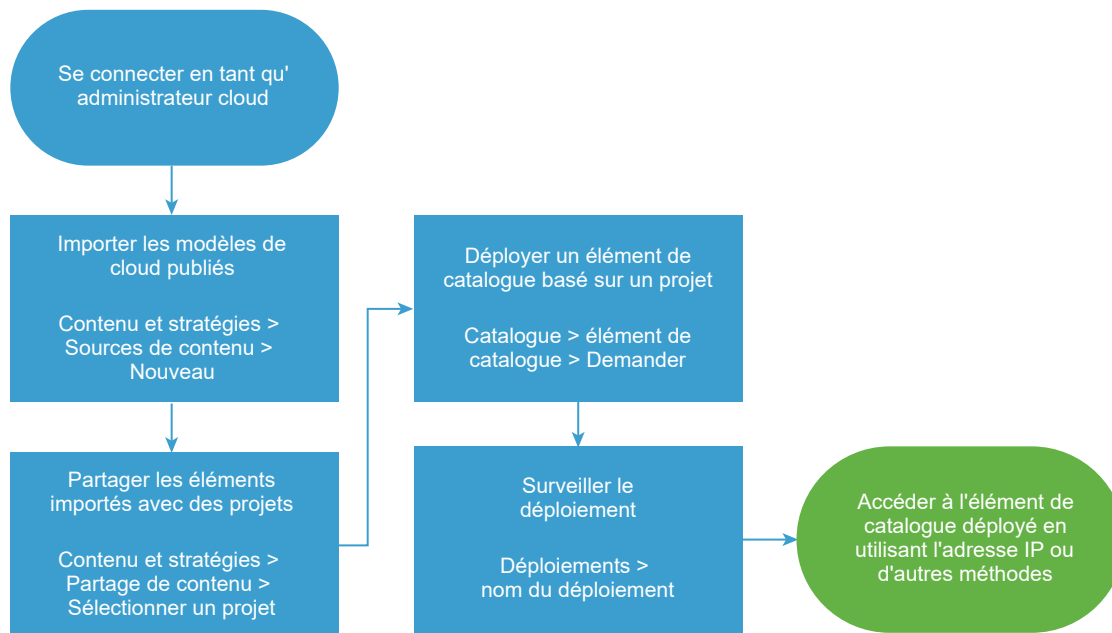 Se connecter en tant qu'
administrateur cloud
Importer les modèles de
cloud publiés
Contenu et stratégies >
Sources de contenu >
Nouveau
Partager les éléments
importés avec des projets
Contenu et stratégies >
Partage de contenu >
Sélectionner un projet
Déployer un élément de
catalogue basé sur un projet
Catalogue > élément de
catalogue > Demander
Surveiller le
déploiement
Déploiements >
nom du déploiement
Accéder à l'élément de
catalogue déployé en
utilisant l'adresse IP ou
d'autres méthodes